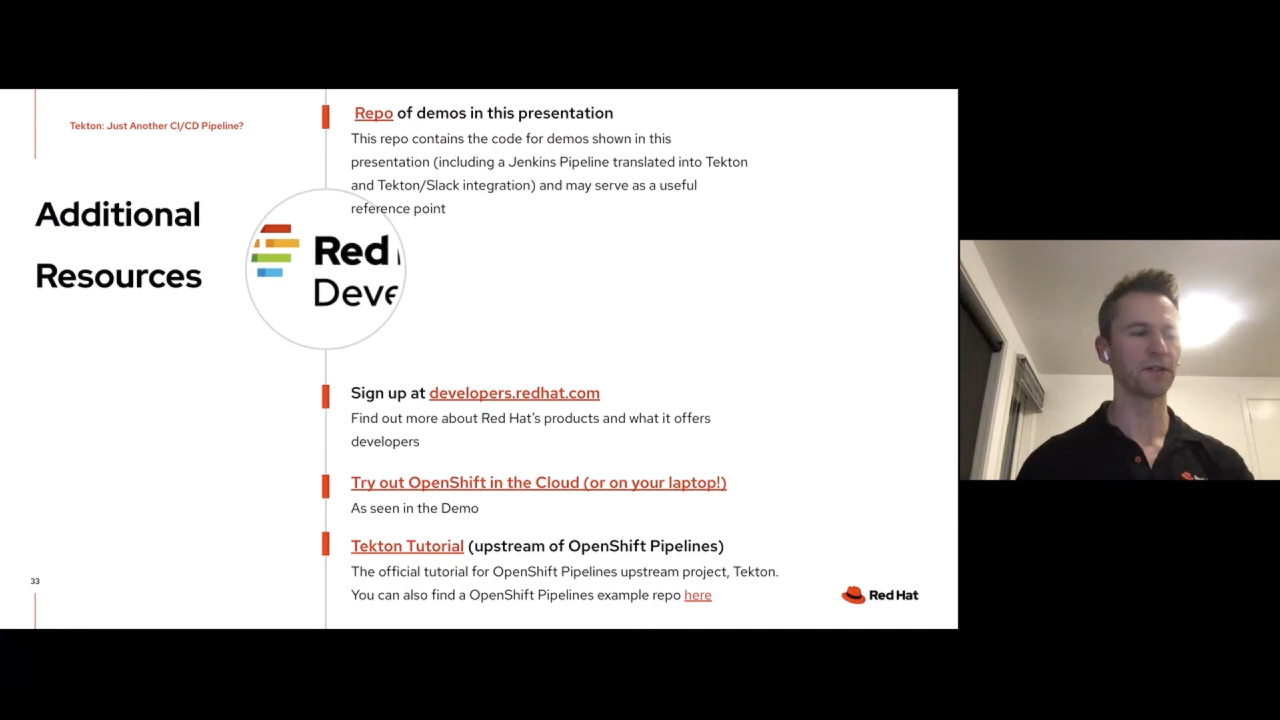 Tekton: Just Another CI/CD Pipeline?
Additional
Resources
Repo of demos in this presentation
This repo contains the code for demos shown in this
presentation (including a Jenkins Pipeline translated into Tekton
and Tekton/Slack integration) and may serve as a useful
reference point
Red
Deve
Sign up at developers.redhat.com
Find out more about Red Hat's products and what it offers
developers
Try out OpenShift in the Cloud (or on your laptop!)
As seen in the Demo
Tekton Tutorial (upstream of OpenShift Pipelines)
The official tutorial for OpenShift Pipelines upstream project, Tekton.
You can also find a OpenShift Pipelines example repo here
33
Red Hat